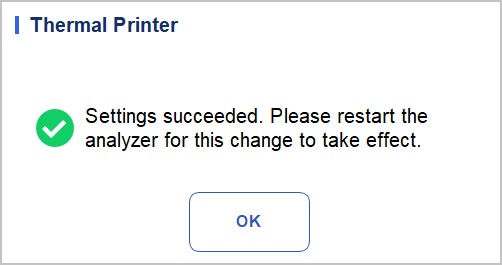 Thermal Printer
Settings succeeded. Please restart the
analyzer for this change to take effect.
OK